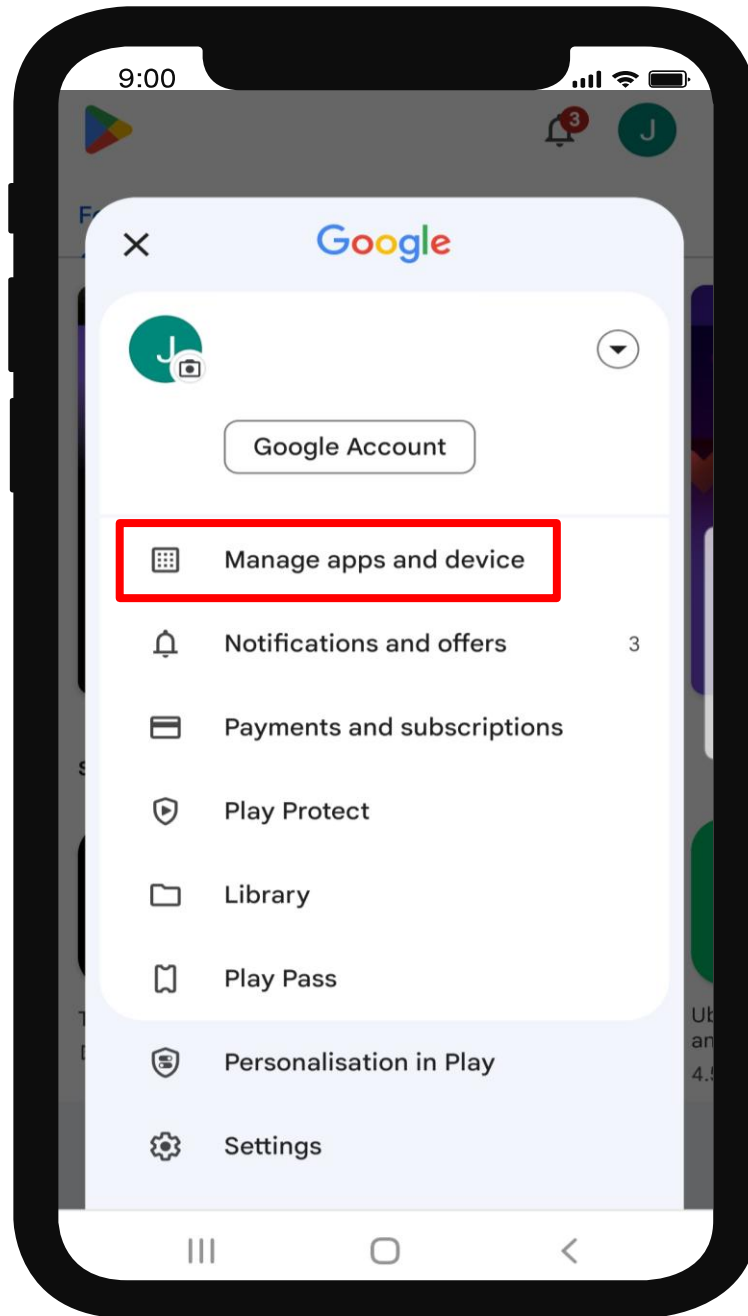 9:00
3
J
Google
J
Google Account
Manage apps and device
Notifications and offers 3
Payments and subscriptions
Play Protect
Library
Play Pass
Personalisation in Play
Settings